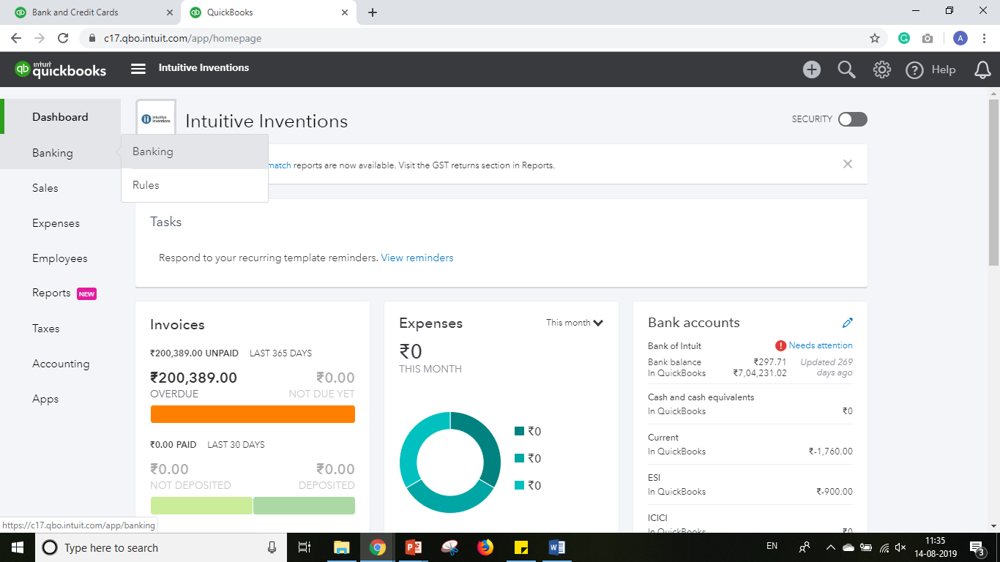 Bank and Credit Cards
QuickBooks
c17.qbo.intuit.com/app/homepage
A
qb intuit quickbooks
Intuitive Inventions
Help
Dashboard
Banking
Sales
Expenses
Employees
Reports NEW
Taxes
Accounting
Apps
Banking
Rules
intuitive inventions
Intuitive Inventions
SECURITY
match reports are now available. Visit the GST returns section in Reports.
Tasks
Respond to your recurring template reminders. View reminders
Invoices
₹200,389.00 UNPAID LAST 365 DAYS
₹200,389.00 ₹0.00
OVERDUE NOT DUE YET
₹0.00 PAID LAST 30 DAYS
₹0.00 ₹0.00
NOT DEPOSITED DEPOSITED
Expenses This month
₹0
THIS MONTH
₹0
₹0
₹0
Bank accounts
Bank of Intuit Needs attention
Bank balance ₹297.71 Updated 269
In QuickBooks ₹7,04,231.02 days ago
Cash and cash equivalents
In QuickBooks ₹0
Current
In QuickBooks ₹-1,760.00
ESI
In QuickBooks ₹-900.00
ICICI
In QuickBooks ₹0
https://c17.qbo.intuit.com/app/banking
Type here to search
EN
11:35
14-08-2019
3